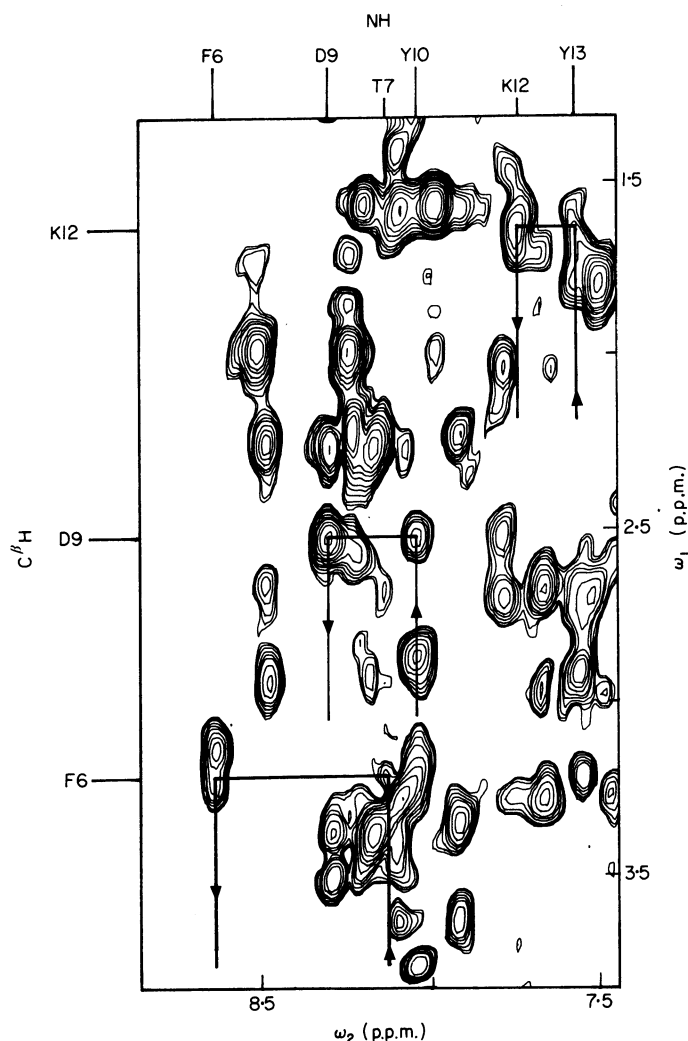 NH
F6 D9 Y10 Y13
T7 K12
1·5
K12
2·5
D9
CᵝH
ω₁ (p.p.m.)
F6
3·5
8·5 7·5
ω₂ (p.p.m.)